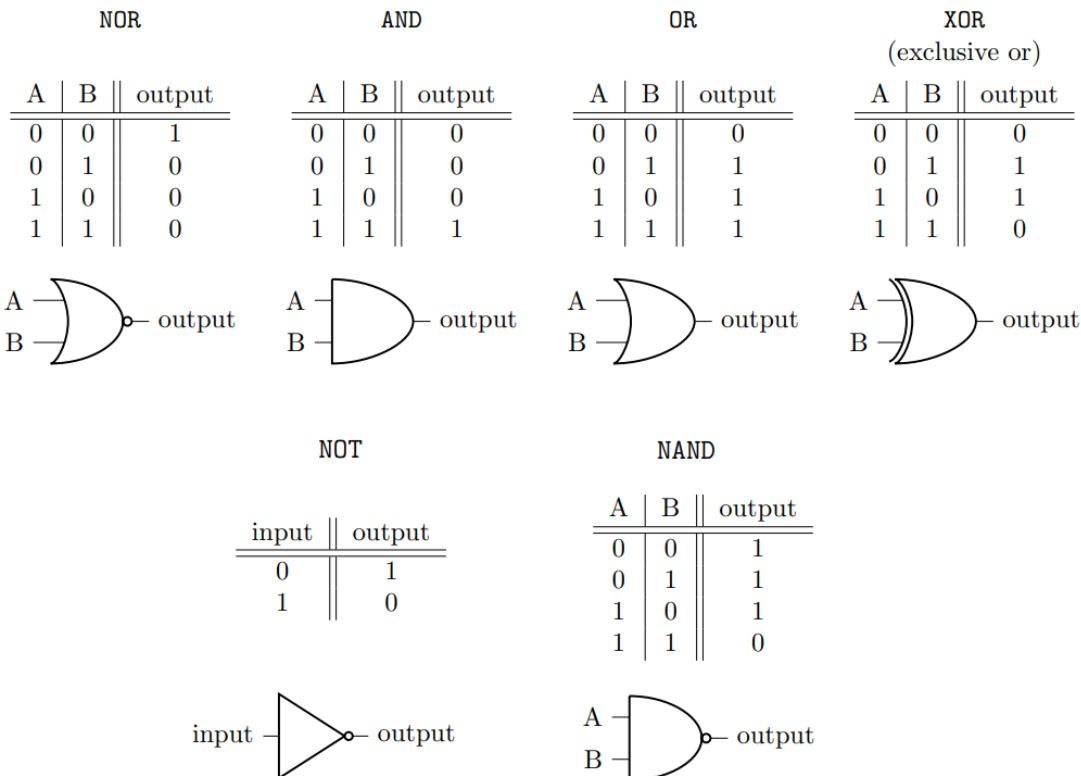 NOR AND OR XOR
(exclusive or)
A B output A B output A B output A B output
0 0 1 0 0 0 0 0 0 0 0 0
0 1 0 0 1 0 0 1 1 0 1 1
1 0 0 1 0 0 1 0 1 1 0 1
1 1 0 1 1 1 1 1 1 1 1 0
A A A A
output output output output
B B B B
NOT NAND
A B output
input output
0 0 1
0 1
0 1 1
1 0
1 0 1
1 1 0
A
input output output
B